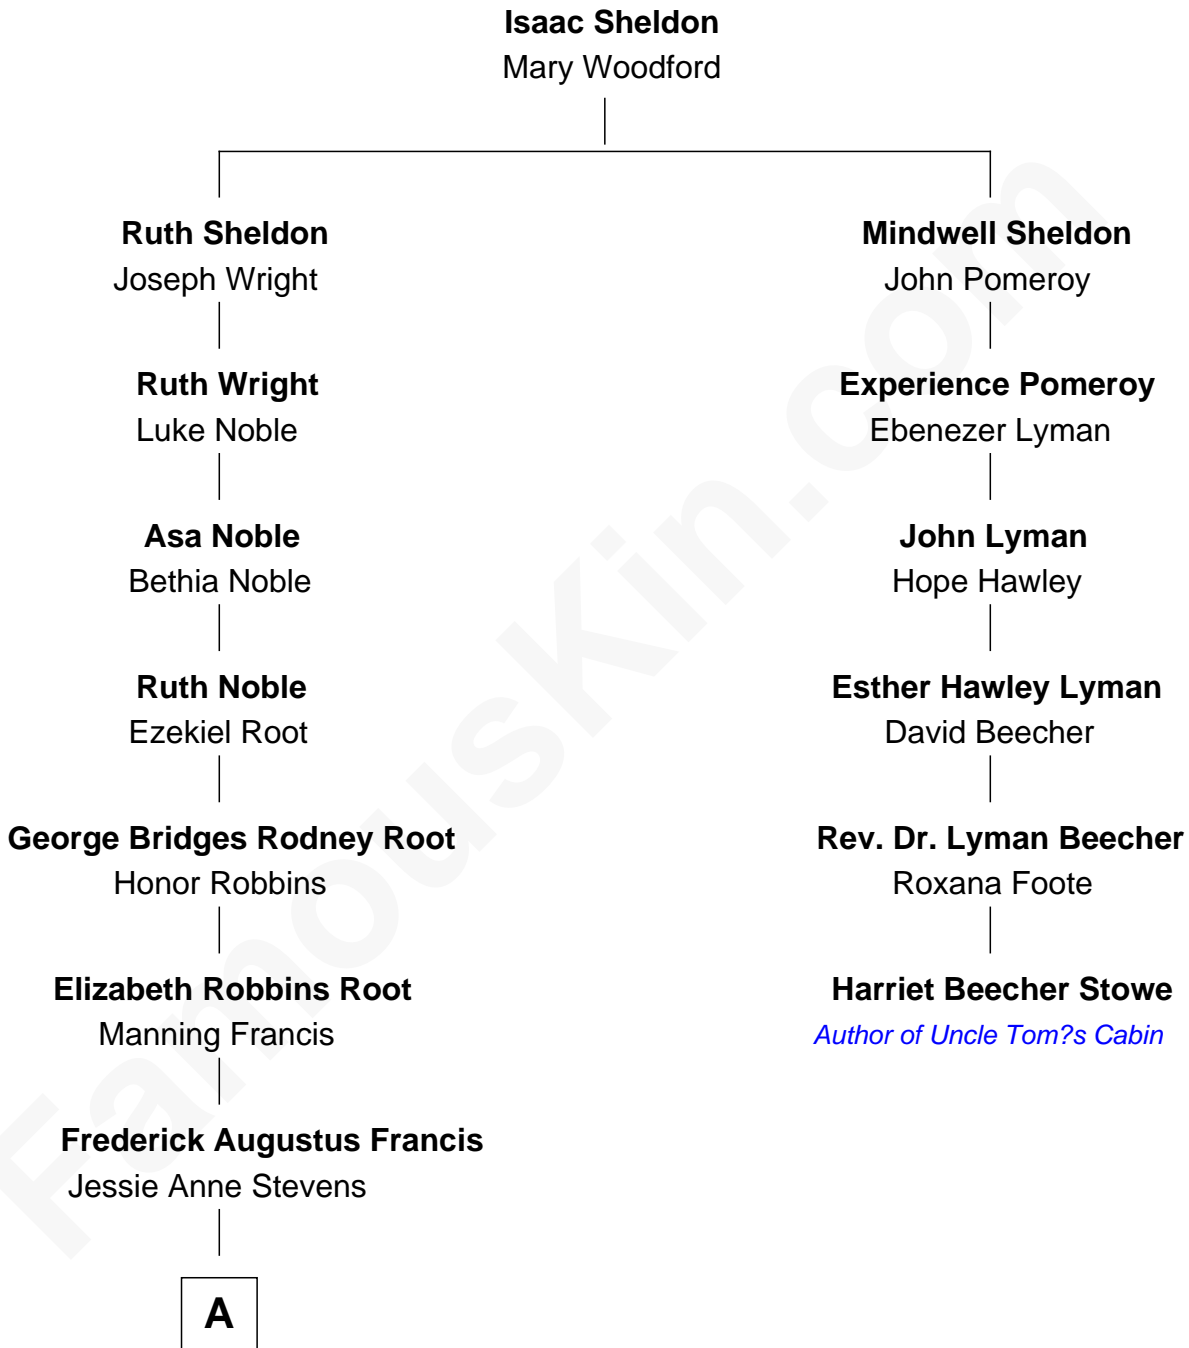 Isaac Sheldon
Mary Woodford
Ruth Sheldon
Joseph Wright
Mindwell Sheldon
John Pomeroy
Ruth Wright
Luke Noble
Experience Pomeroy
Ebenezer Lyman
Asa Noble
Bethia Noble
John Lyman
Hope Hawley
Ruth Noble
Ezekiel Root
Esther Hawley Lyman
David Beecher
George Bridges Rodney Root
Honor Robbins
Rev. Dr. Lyman Beecher
Roxana Foote
Elizabeth Robbins Root
Manning Francis
Harriet Beecher Stowe
Author of Uncle Tom?s Cabin
Frederick Augustus Francis
Jessie Anne Stevens
A
FamousKin.com